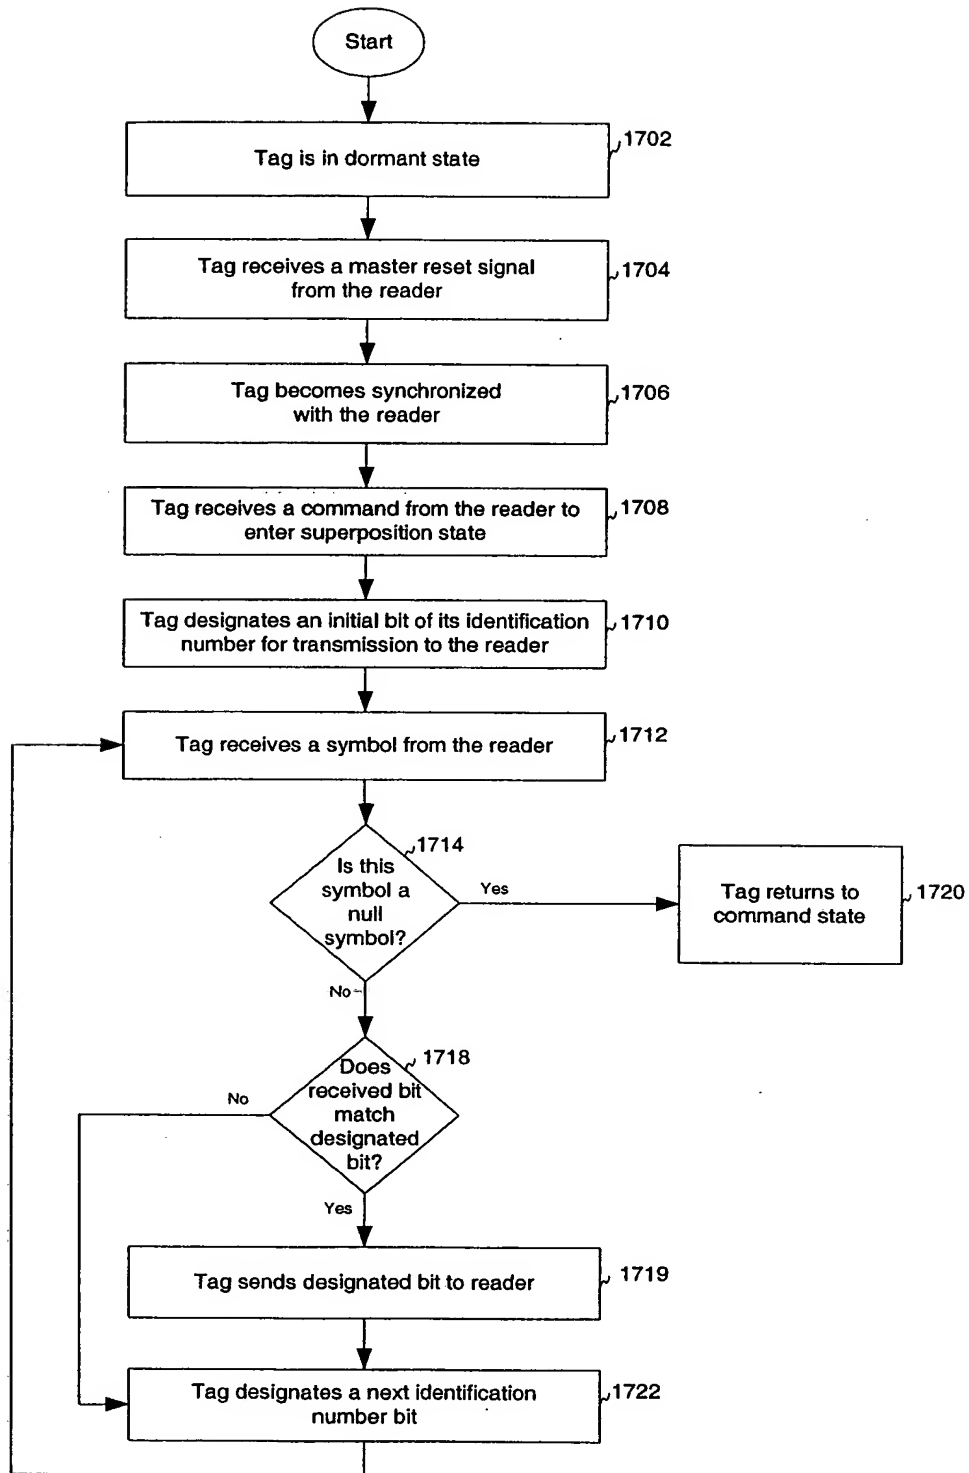 Start
Tag is in dormant state
1702
Tag receives a master reset signal
from the reader
1704
Tag becomes synchronized
with the reader
1706
Tag receives a command from the reader to
enter superposition state
1708
Tag designates an initial bit of its identification
number for transmission to the reader
1710
Tag receives a symbol from the reader
1712
1714
Is this
symbol a
null
symbol?
Yes
Tag returns to
command state
1720
No
1718
Does
received bit
match
designated
bit?
No
Yes
Tag sends designated bit to reader
1719
Tag designates a next identification
number bit
1722